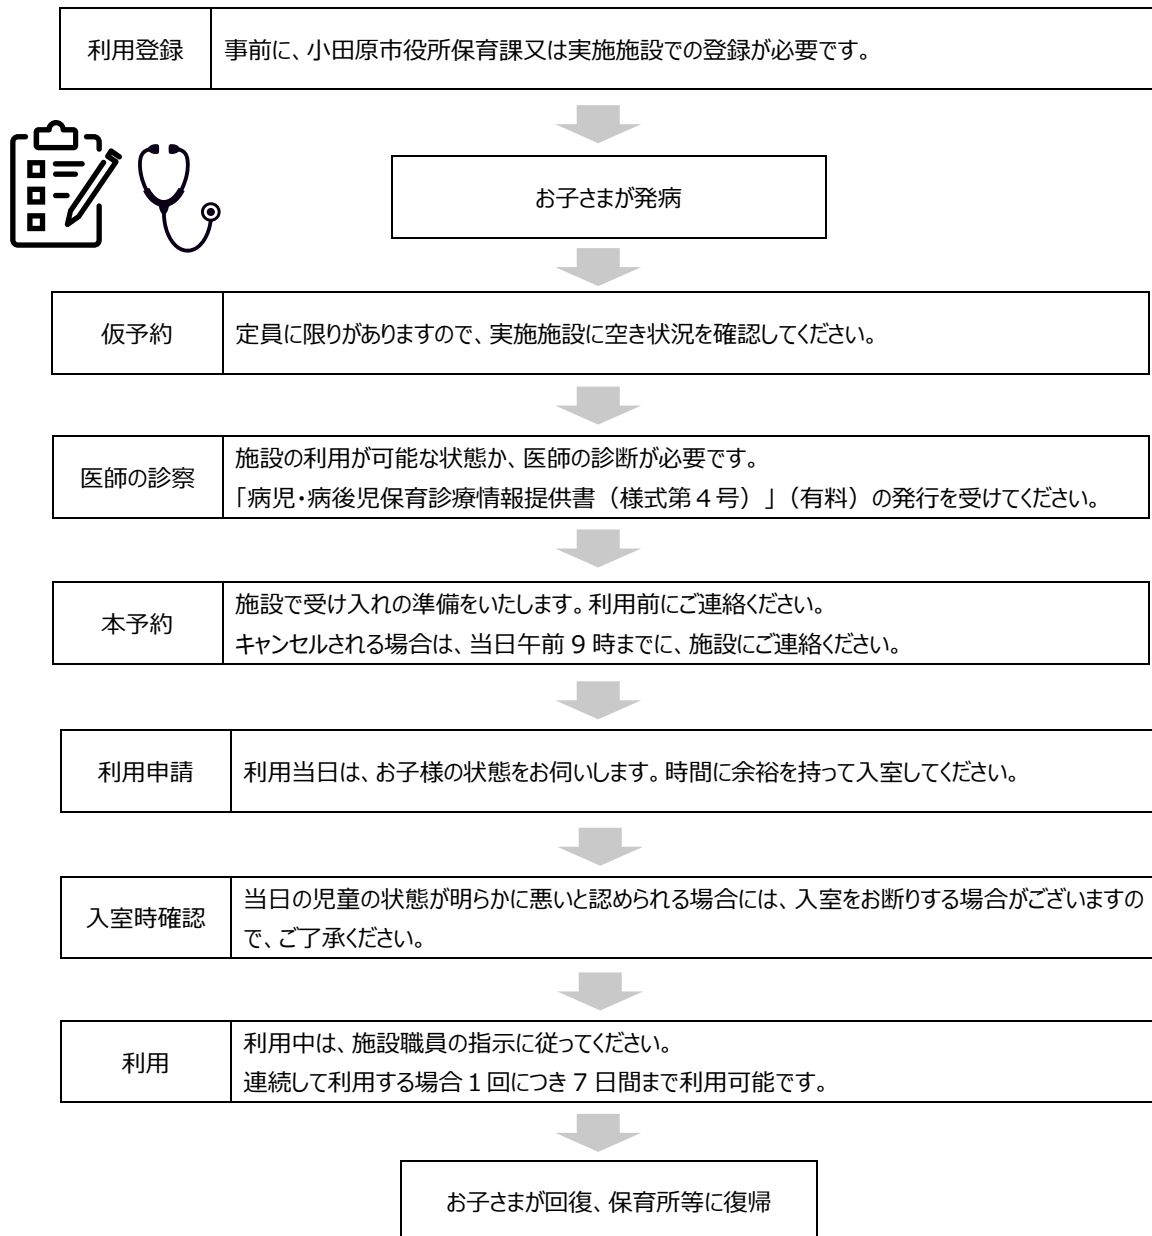 利用登録
事前に、小田原市役所保育課又は実施施設での登録が必要です。
お子さまが発病
仮予約
定員に限りがありますので、実施施設に空き状況を確認してください。
医師の診察
施設の利用が可能な状態か、医師の診断が必要です。
「病児・病後児保育診療情報提供書（様式第４号）」（有料）の発行を受けてください。
本予約
施設で受け入れの準備をいたします。利用前にご連絡ください。
キャンセルされる場合は、当日午前９時までに、施設にご連絡ください。
利用申請
利用当日は、お子様の状態をお伺いします。時間に余裕を持って入室してください。
入室時確認
当日の児童の状態が明らかに悪いと認められる場合には、入室をお断りする場合がございますの
で、ご了承ください。
利用
利用中は、施設職員の指示に従ってください。
連続して利用する場合１回につき７日間まで利用可能です。
お子さまが回復、保育所等に復帰